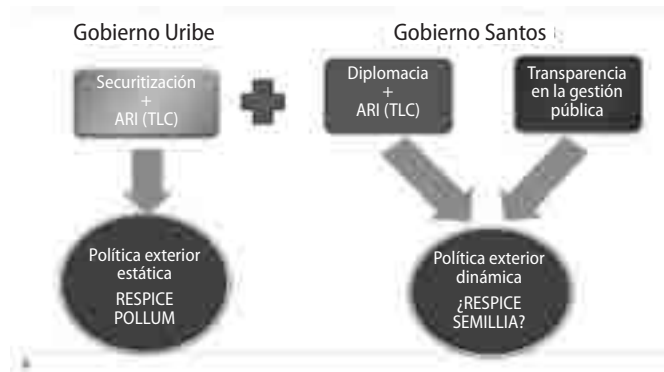 Gobierno Uribe
Gobierno Santos
Securitización
+
ARI (TLC)
Diplomacia
+
ARI (TLC)
Transparencia
en la gestión
pública
Política exterior
estática
RESPICE
POLLUM
Política exterior
dinámica
¿RESPICE
SEMILLIA?